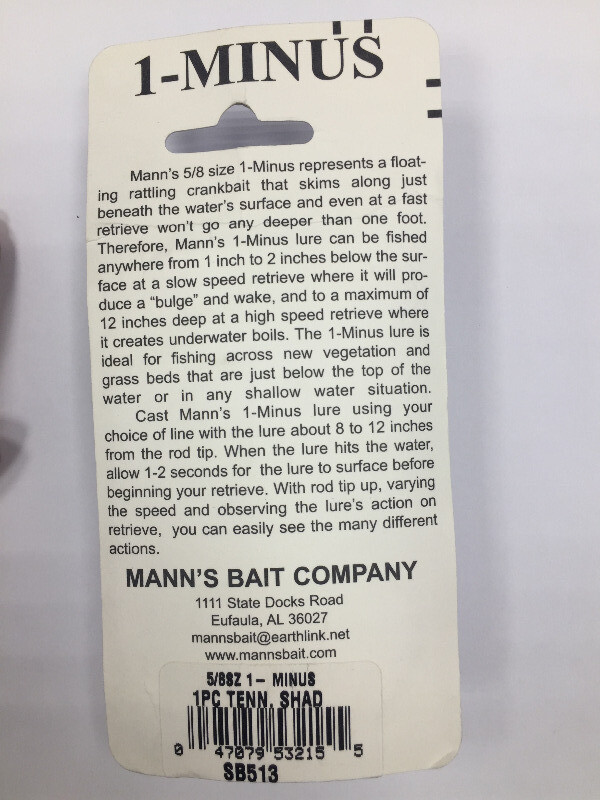 1-MINUS
Mann's 5/8 size 1-Minus represents a float-
ing rattling crankbait that skims along just
beneath the water's surface and even at a fast
retrieve won't go any deeper than one foot.
Therefore, Mann's 1-Minus lure can be fished
anywhere from 1 inch to 2 inches below the sur-
face at a slow speed retrieve where it will pro-
duce a "bulge" and wake, and to a maximum of
12 inches deep at a high speed retrieve where
it creates underwater boils. The 1-Minus lure is
ideal for fishing across new vegetation and
grass beds that are just below the top of the
water or in any shallow water situation.
Cast Mann's 1-Minus lure using your
choice of line with the lure about 8 to 12 inches
from the rod tip. When the lure hits the water,
allow 1-2 seconds for the lure to surface before
beginning your retrieve. With rod tip up, varying
the speed and observing the lure's action on
retrieve, you can easily see the many different
actions.
MANN'S BAIT COMPANY
1111 State Docks Road
Eufaula, AL 36027
mannsbait@earthlink.net
www.mannsbait.com
5/8SZ 1- MINUS
1PC TENN. SHAD
0 47079 53215 5
SB513